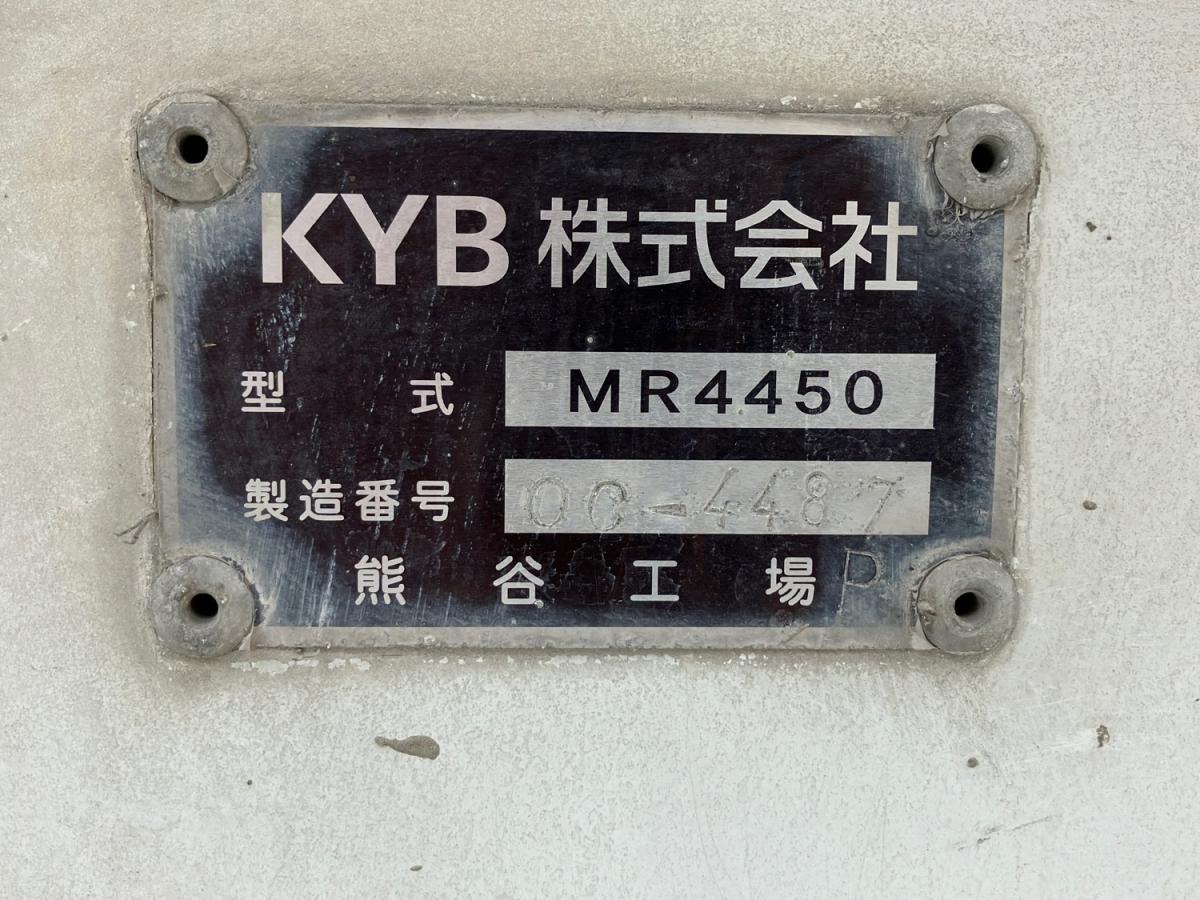 KYB 株式会社
型 式 MR4450
製造番号 OC-4487
熊谷工場 P